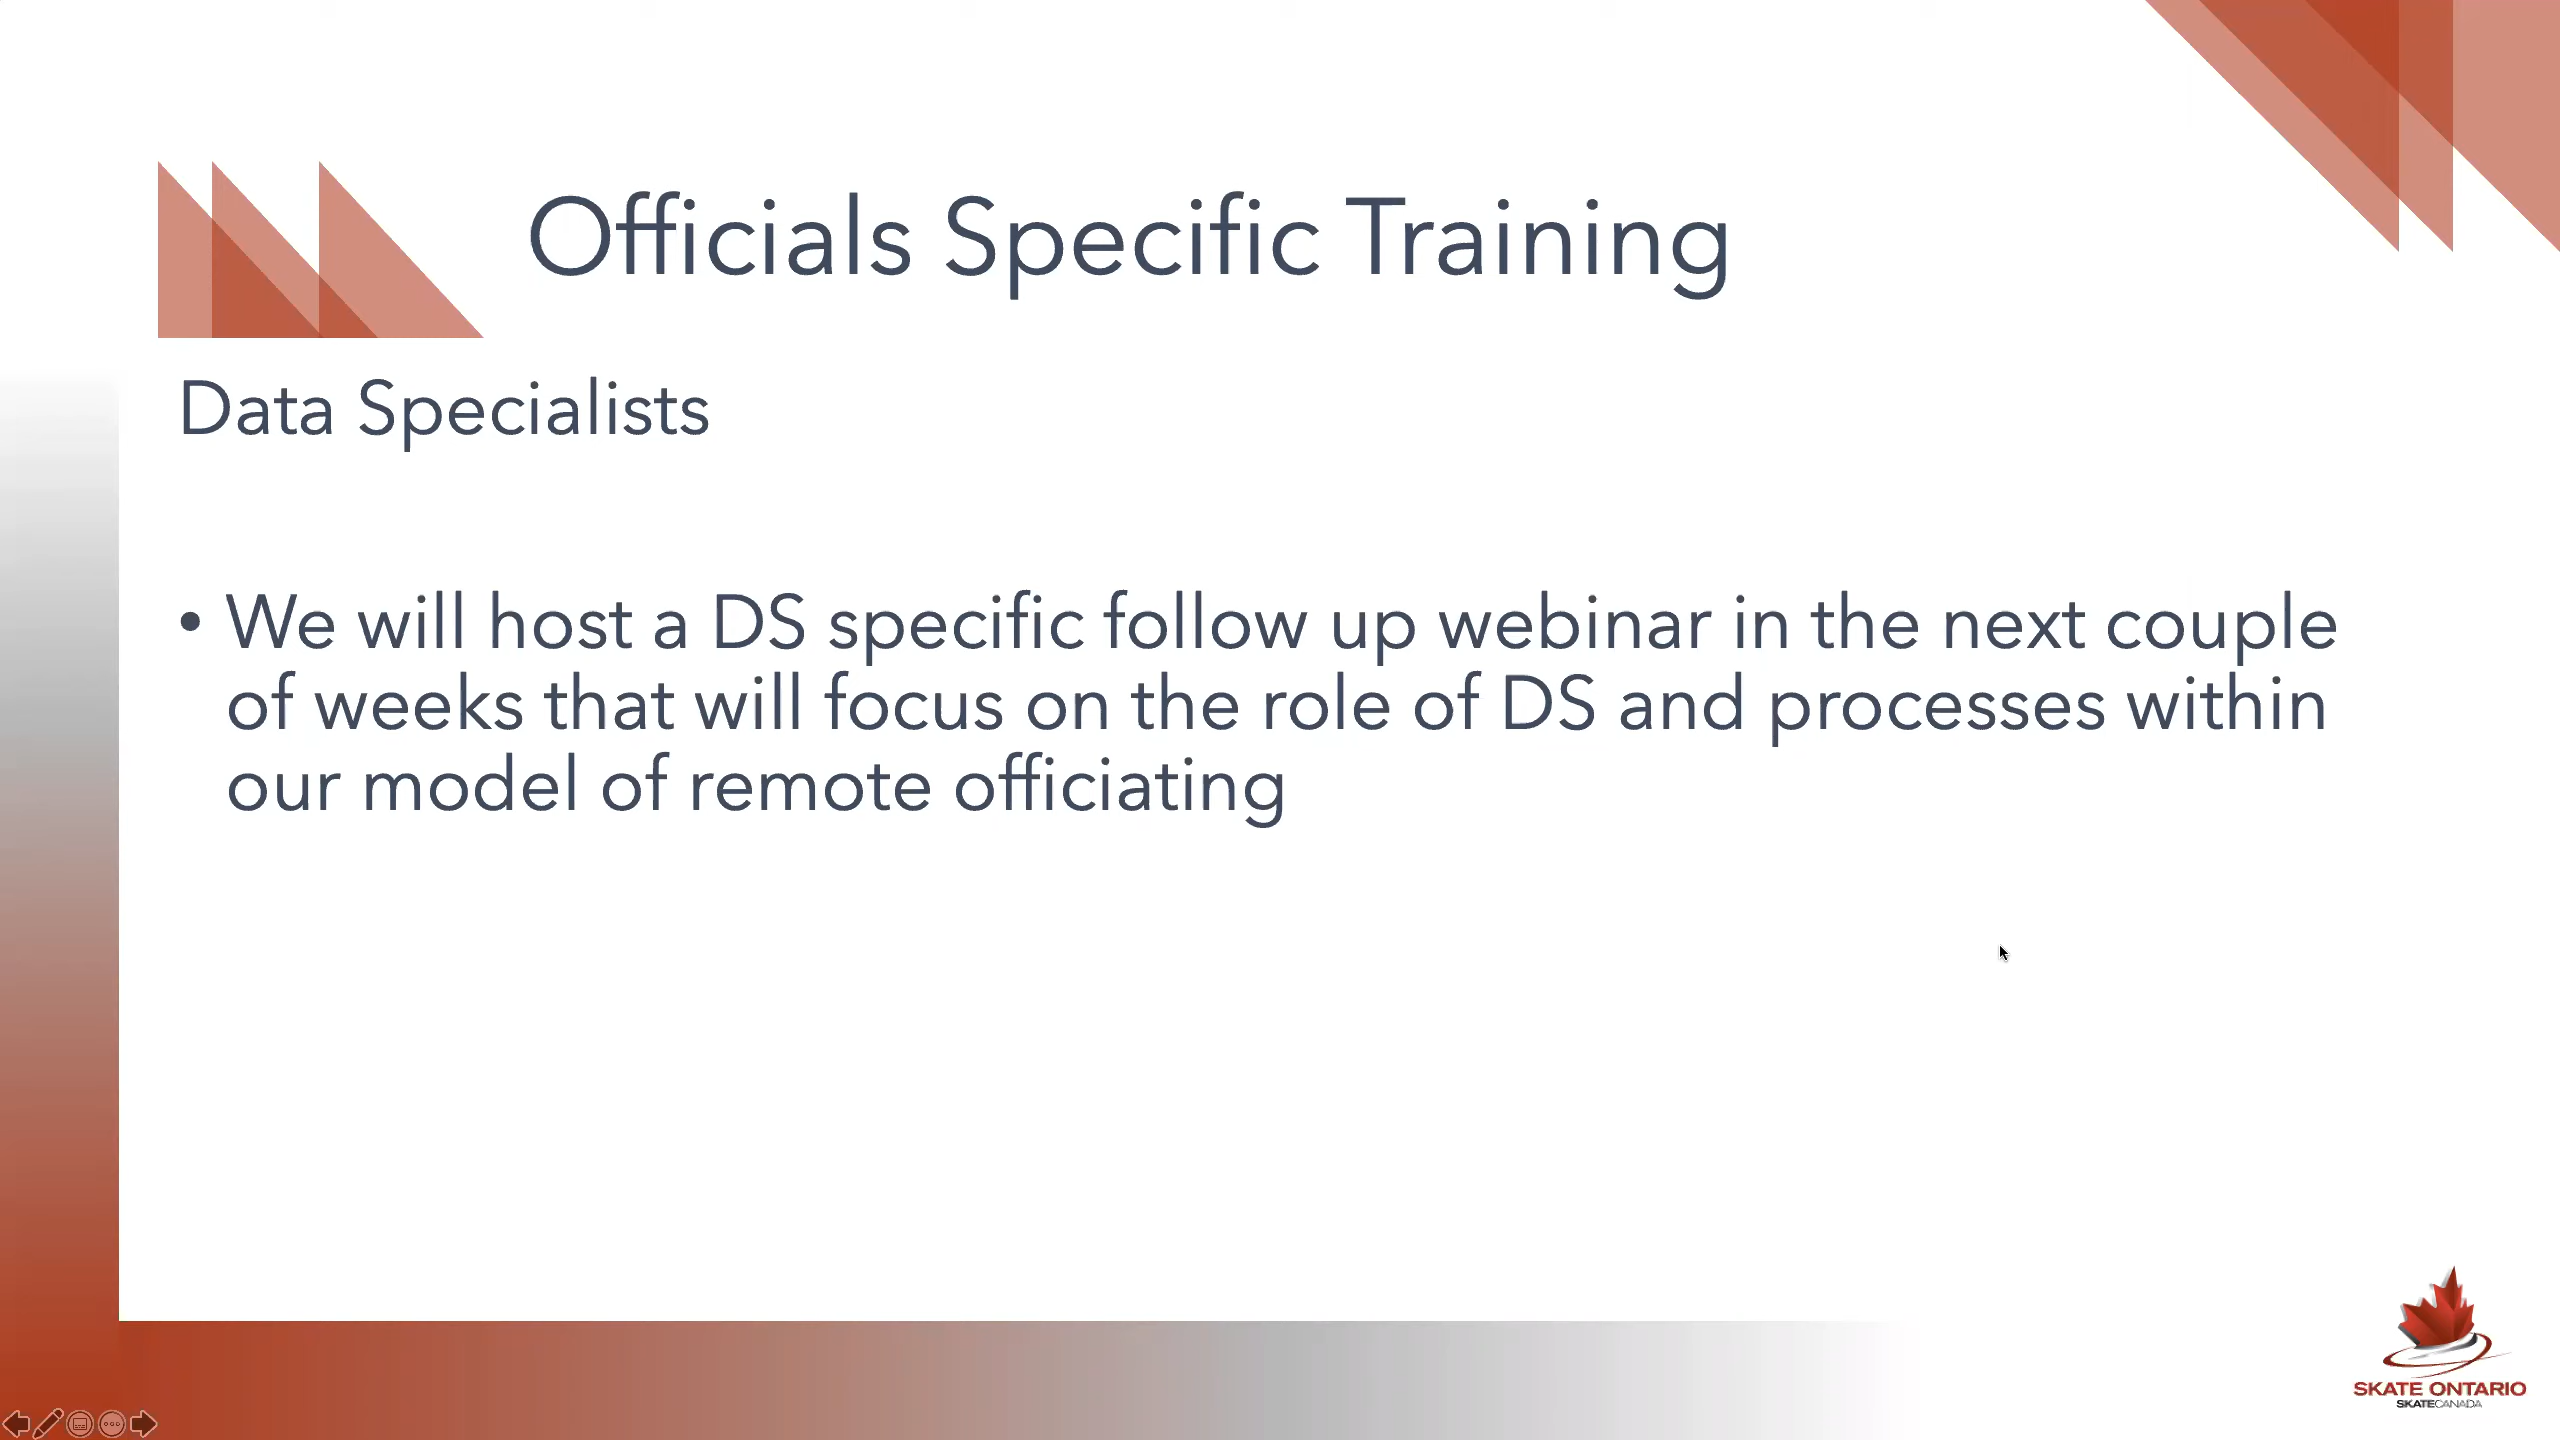 Officials Specific Training
Data Specialists
• We will host a DS specific follow up webinar in the next couple
of weeks that will focus on the role of DS and processes within
our model of remote officiating
SKATE ONTARIO
SKATECANADA